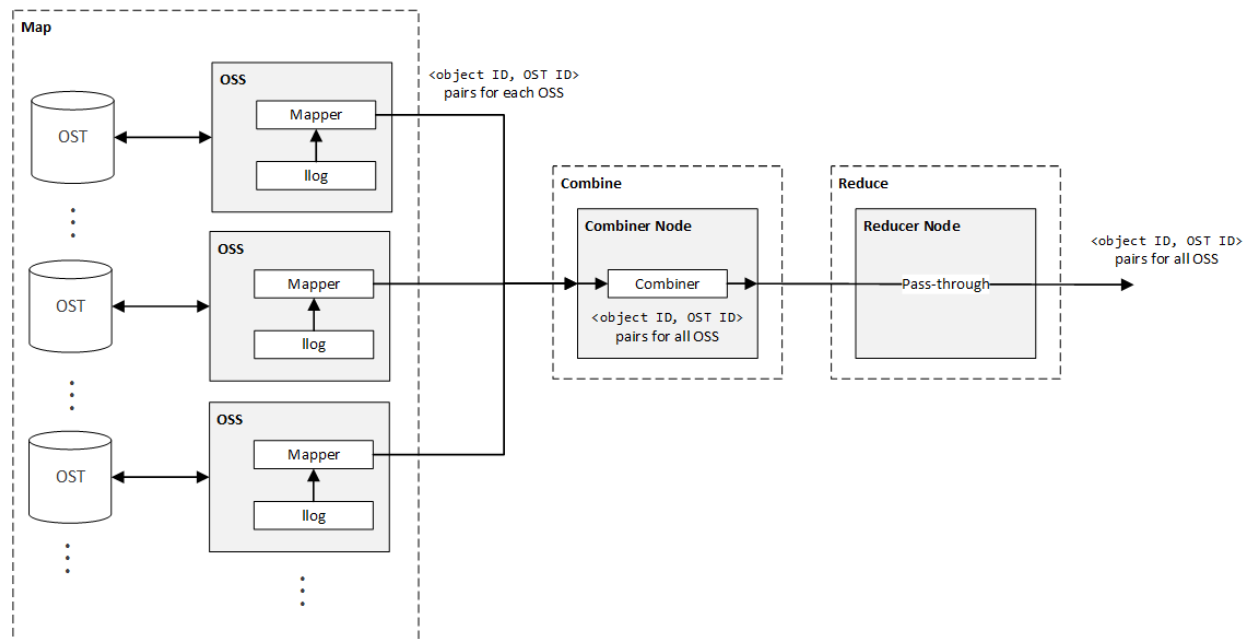 Map
OSS
<object ID, OST ID>
pairs for each OSS
Mapper
OST
llog
Combine
Reduce
OSS
Combiner Node
Reducer Node
<object ID, OST ID>
pairs for all OSS
Mapper
Combiner
Pass-through
OST
<object ID, OST ID>
pairs for all OSS
llog
OSS
Mapper
OST
llog